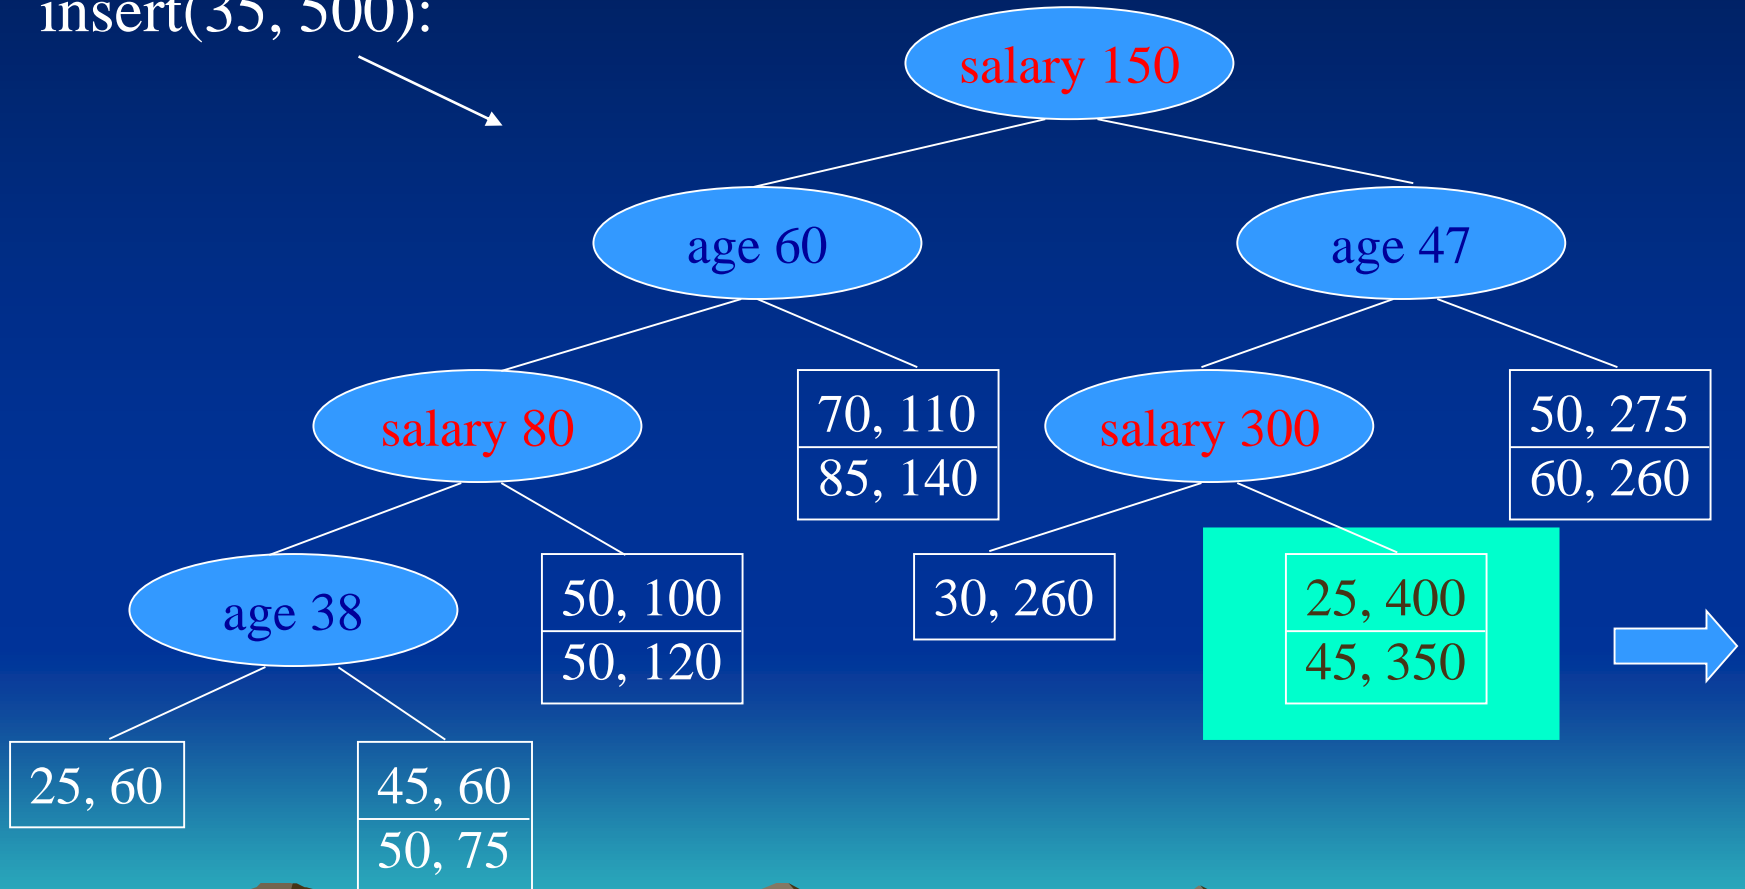 insert(35, 500):
salary 150
age 60
age 47
salary 80
70, 110
85, 140
salary 300
50, 275
60, 260
age 38
50, 100
50, 120
30, 260
25, 400
45, 350
25, 60
45, 60
50, 75